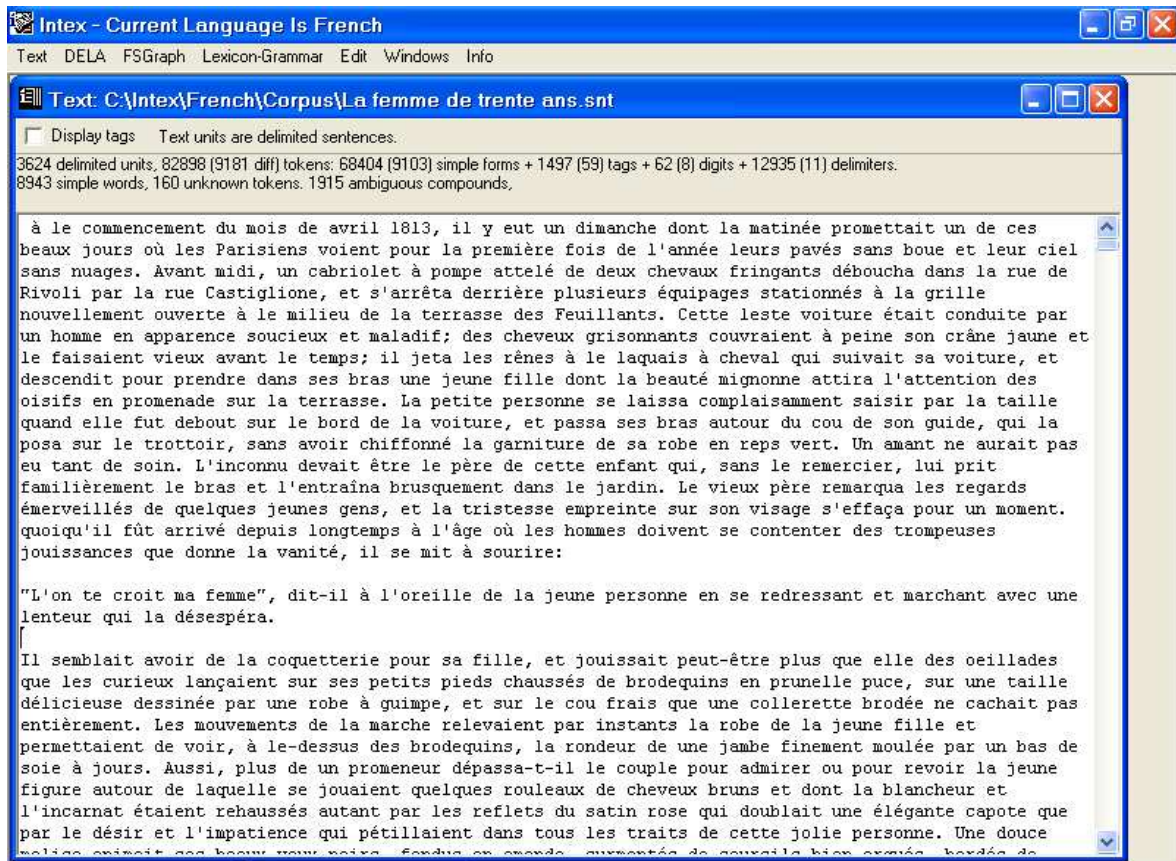 Intex - Current Language Is French
Text DELA FSGraph Lexicon-Grammar Edit Windows Info
Text: C:\Intex\French\Corpus\La femme de trente ans.snt
Display tags Text units are delimited sentences.
3624 delimited units, 82898 (9181 diff) tokens: 68404 (9103) simple forms + 1497 (59) tags + 62 (8) digits + 12935 (11) delimiters.
8943 simple words, 160 unknown tokens. 1915 ambiguous compounds,
à le commencement du mois de avril 1813, il y eut un dimanche dont la matinée promettait un de ces
beaux jours où les Parisiens voient pour la première fois de l'année leurs pavés sans boue et leur ciel
sans nuages. Avant midi, un cabriolet à pompe attelé de deux chevaux fringants déboucha dans la rue de
Rivoli par la rue Castiglione, et s'arrêta derrière plusieurs équipages stationnés à la grille
nouvellement ouverte à le milieu de la terrasse des Feuillants. Cette leste voiture était conduite par
un homme en apparence soucieux et maladif; des cheveux grisonnants couvraient à peine son crâne jaune et
le faisaient vieux avant le temps; il jeta les rênes à le laquais à cheval qui suivait sa voiture, et
descendit pour prendre dans ses bras une jeune fille dont la beauté mignonne attira l'attention des
oisifs en promenade sur la terrasse. La petite personne se laissa complaisamment saisir par la taille
quand elle fut debout sur le bord de la voiture, et passa ses bras autour du cou de son guide, qui la
posa sur le trottoir, sans avoir chiffonné la garniture de sa robe en reps vert. Un amant ne aurait pas
eu tant de soin. L'inconnu devait être le père de cette enfant qui, sans le remercier, lui prit
familièrement le bras et l'entraîna brusquement dans le jardin. Le vieux père remarqua les regards
émerveillés de quelques jeunes gens, et la tristesse empreinte sur son visage s'effaça pour un moment.
quoiqu'il fût arrivé depuis longtemps à l'âge où les hommes doivent se contenter des trompeuses
jouissances que donne la vanité, il se mit à sourire:
"L'on te croit ma femme", dit-il à l'oreille de la jeune personne en se redressant et marchant avec une
lenteur qui la désespéra.
Il semblait avoir de la coquetterie pour sa fille, et jouissait peut-être plus que elle des oeillades
que les curieux lançaient sur ses petits pieds chaussés de brodequins en prunelle puce, sur une taille
délicieuse dessinée par une robe à guimpe, et sur le cou frais que une collerette brodée ne cachait pas
entièrement. Les mouvements de la marche relevaient par instants la robe de la jeune fille et
permettaient de voir, à le-dessus des brodequins, la rondeur de une jambe finement moulée par un bas de
soie à jours. Aussi, plus de un promeneur dépassa-t-il le couple pour admirer ou pour revoir la jeune
figure autour de laquelle se jouaient quelques rouleaux de cheveux bruns et dont la blancheur et
l'incarnat étaient rehaussés autant par les reflets du satin rose qui doublait une élégante capote que
par le désir et l'impatience qui pétillaient dans tous les traits de cette jolie personne. Une douce